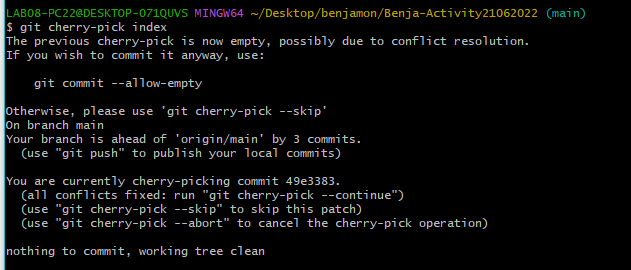 LAB08-PC22@DESKTOP-O71QUVS MINGW64 ~/Desktop/benjamon/Benja-Activity21062022 (main)
$ git cherry-pick index
The previous cherry-pick is now empty, possibly due to conflict resolution.
If you wish to commit it anyway, use:
git commit --allow-empty
Otherwise, please use 'git cherry-pick --skip'
On branch main
Your branch is ahead of 'origin/main' by 3 commits.
(use "git push" to publish your local commits)
You are currently cherry-picking commit 49e3383.
(all conflicts fixed: run "git cherry-pick --continue")
(use "git cherry-pick --skip" to skip this patch)
(use "git cherry-pick --abort" to cancel the cherry-pick operation)
nothing to commit, working tree clean